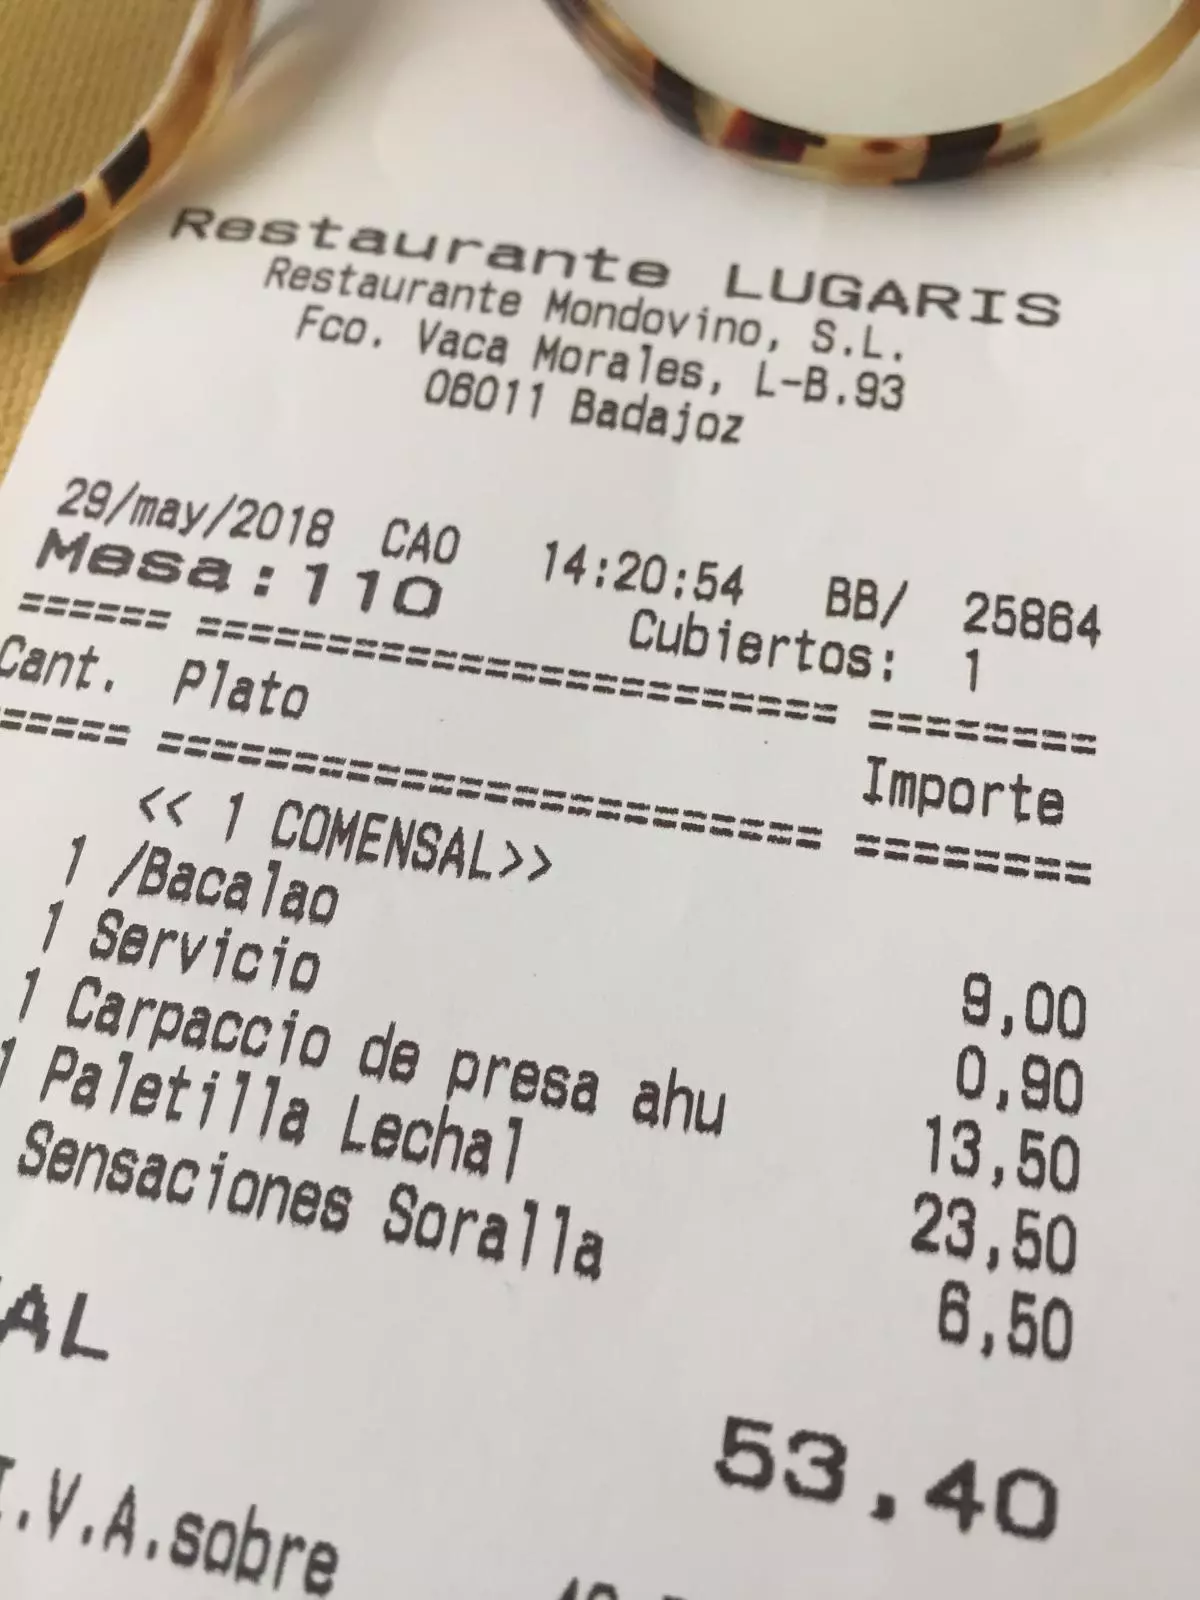 Restaurante LUGARIS
Restaurante Mondovino, S.L.
Fco. Vaca Morales, L-B.93
06011 Badajoz
29/may/2018 CAO 14:20:54 BB/ 25864
Mesa:110 Cubiertos: 1
====== ======================== ========
Cant. Plato Importe
===== ========================= ========
<< 1 COMENSAL>>
1 /Bacalao 9,00
1 Servicio 0,90
1 Carpaccio de presa ahu 13,50
1 Paletilla Lechal 23,50
Sensaciones Soralla 6,50
AL 53,40
I.V.A.sobre